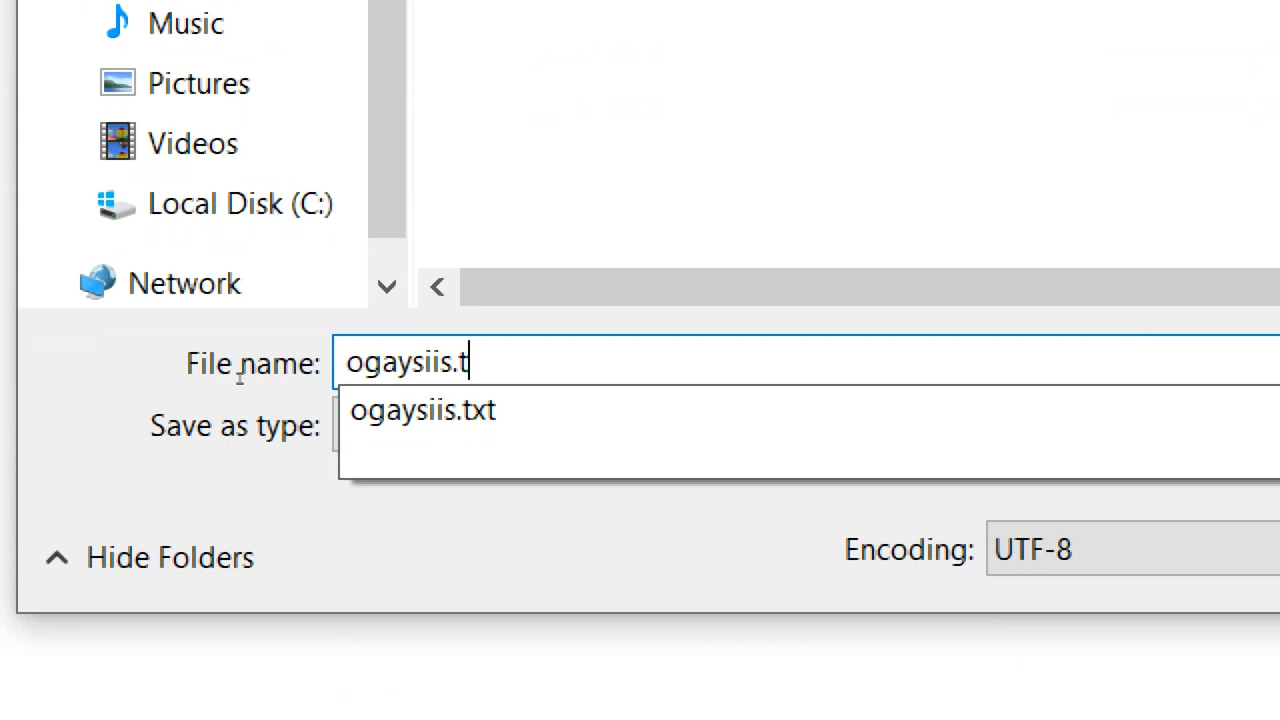 Music
Pictures
Videos
Local Disk (C:)
Network
File name: ogaysiis.t
ogaysiis.txt
Save as type:
Hide Folders
Encoding: UTF-8